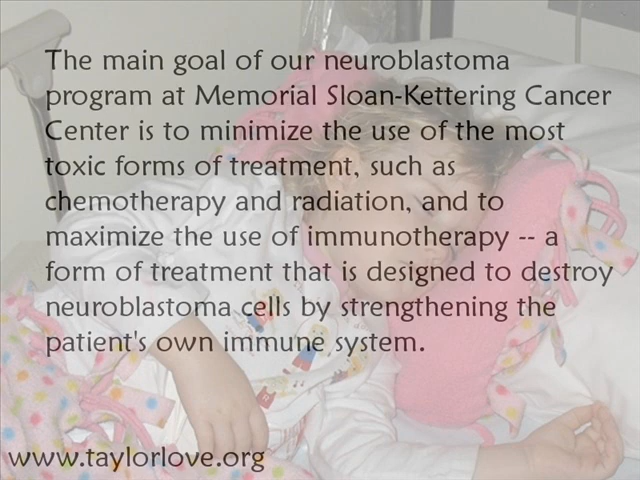 The main goal of our neuroblastoma
program at Memorial Sloan-Kettering Cancer
Center is to minimize the use of the most
toxic forms of treatment, such as
chemotherapy and radiation, and to
maximize the use of immunotherapy -- a
form of treatment that is designed to destroy
neuroblastoma cells by strengthening the
patient's own immune system.
www.taylorlove.org